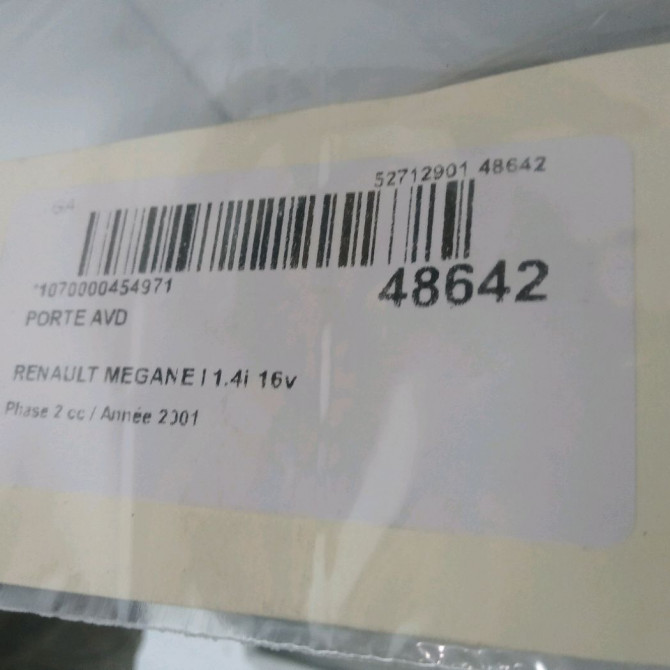 52712901 48642
*1070000454971
48642
PORTE AVD
RENAULT MEGANE I 1.4i 16v
Phase 2 cc / Année 2001